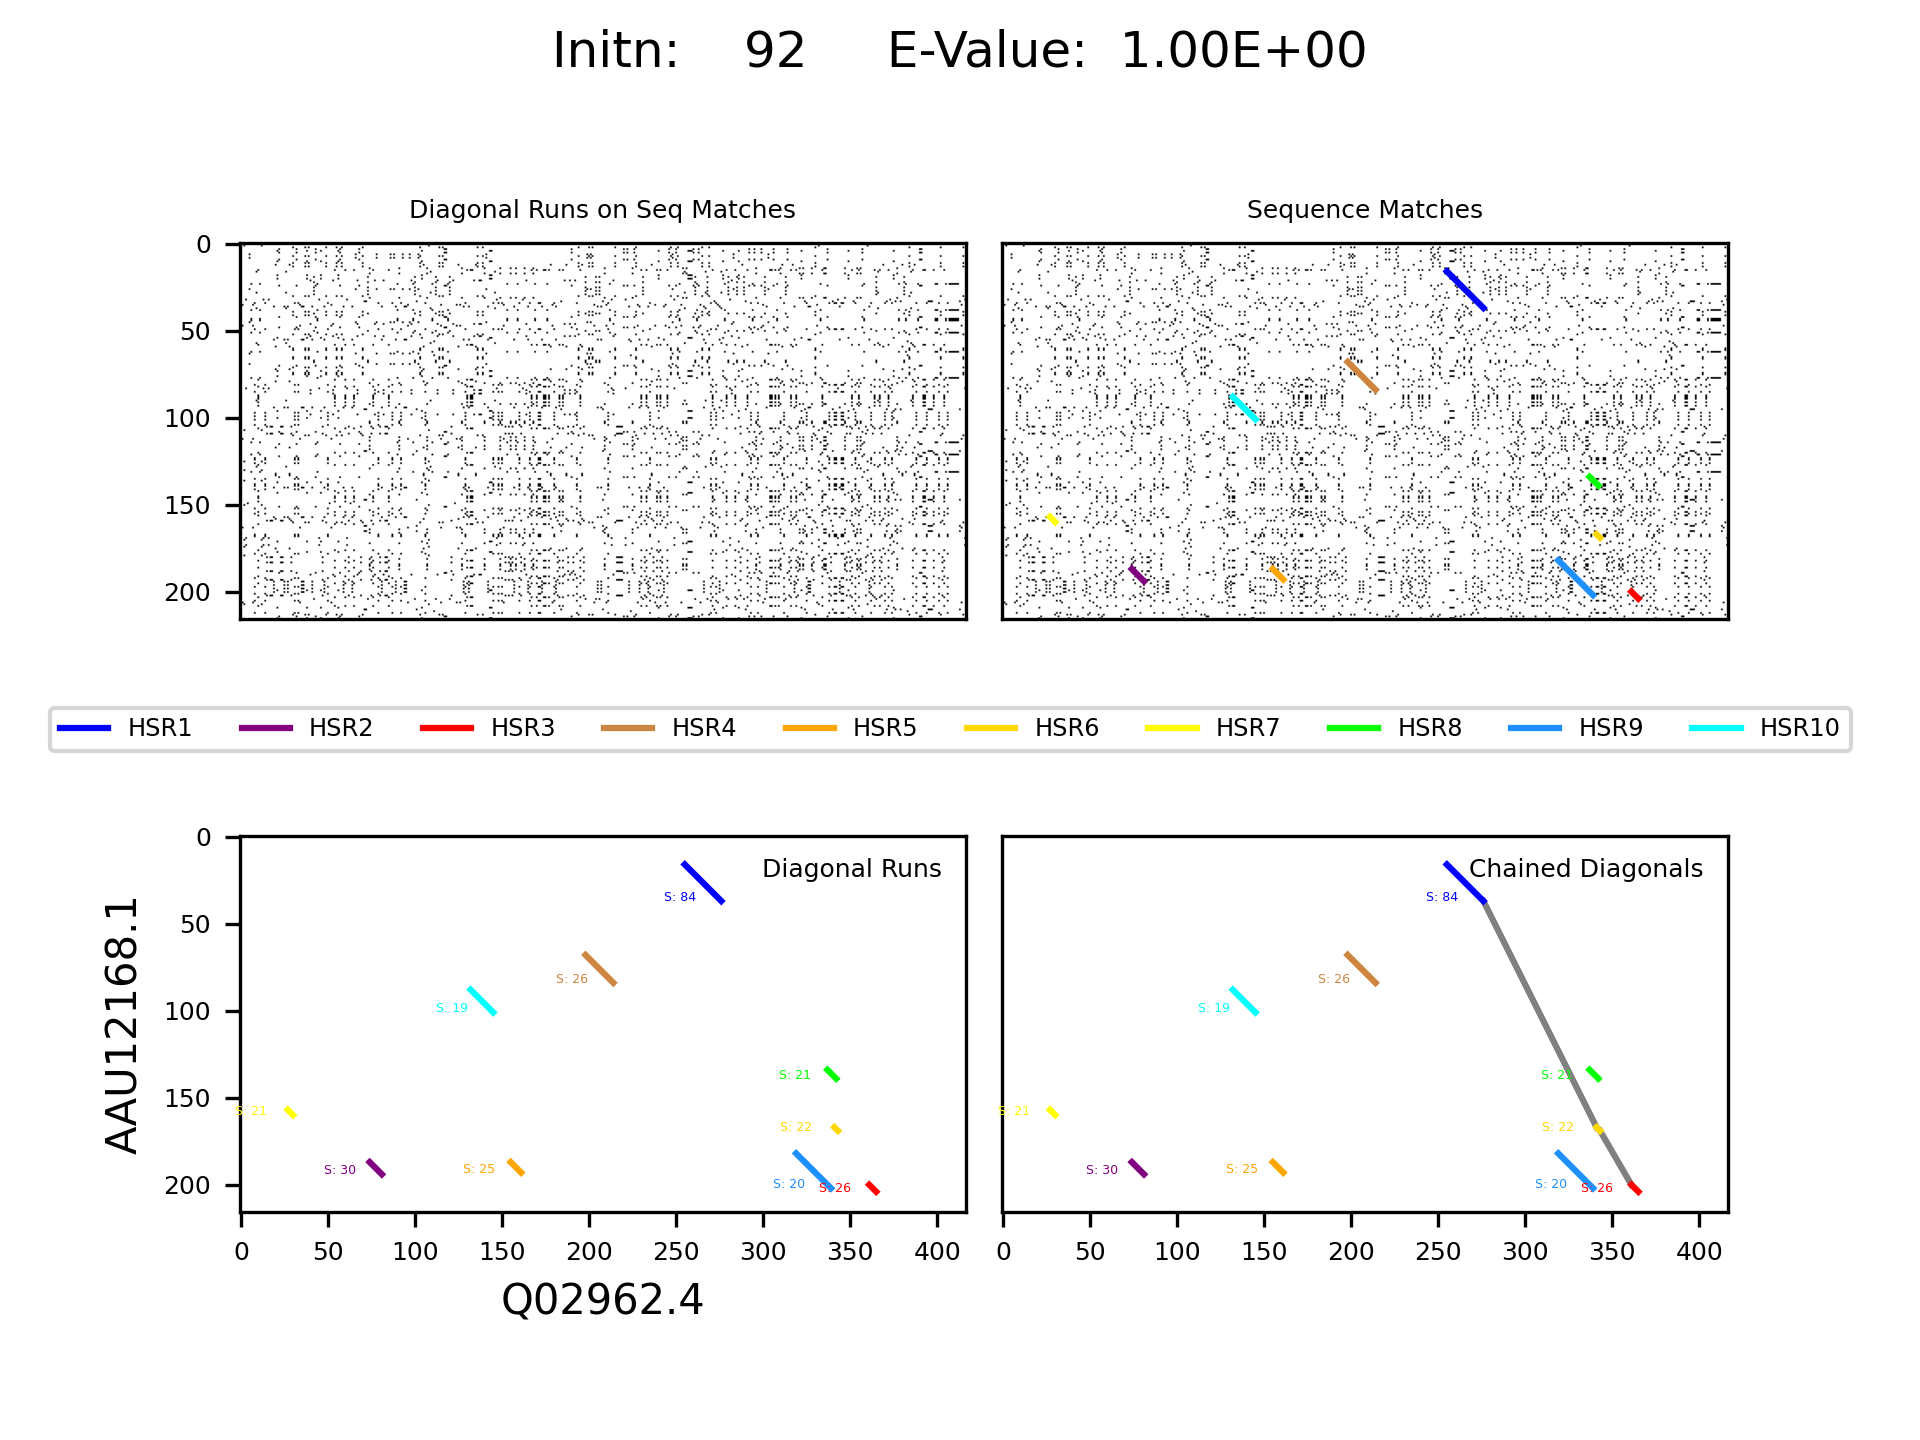 Initn:    92     E-Value:  1.00E+00
Diagonal Runs on Seq Matches
Sequence Matches
0
50
100
150
200
HSR1 HSR2 HSR3 HSR4 HSR5 HSR6 HSR7 HSR8 HSR9 HSR10
AAU12168.1
0
50
100
150
200
Diagonal Runs
S: 84
S: 26
S: 19
S: 21
S: 21
S: 22
S: 30
S: 25
S: 20
S: 26
0 50 100 150 200 250 300 350 400
Q02962.4
Chained Diagonals
S: 84
S: 26
S: 19
S: 21
S: 21
S: 22
S: 30
S: 25
S: 20
S: 26
0 50 100 150 200 250 300 350 400